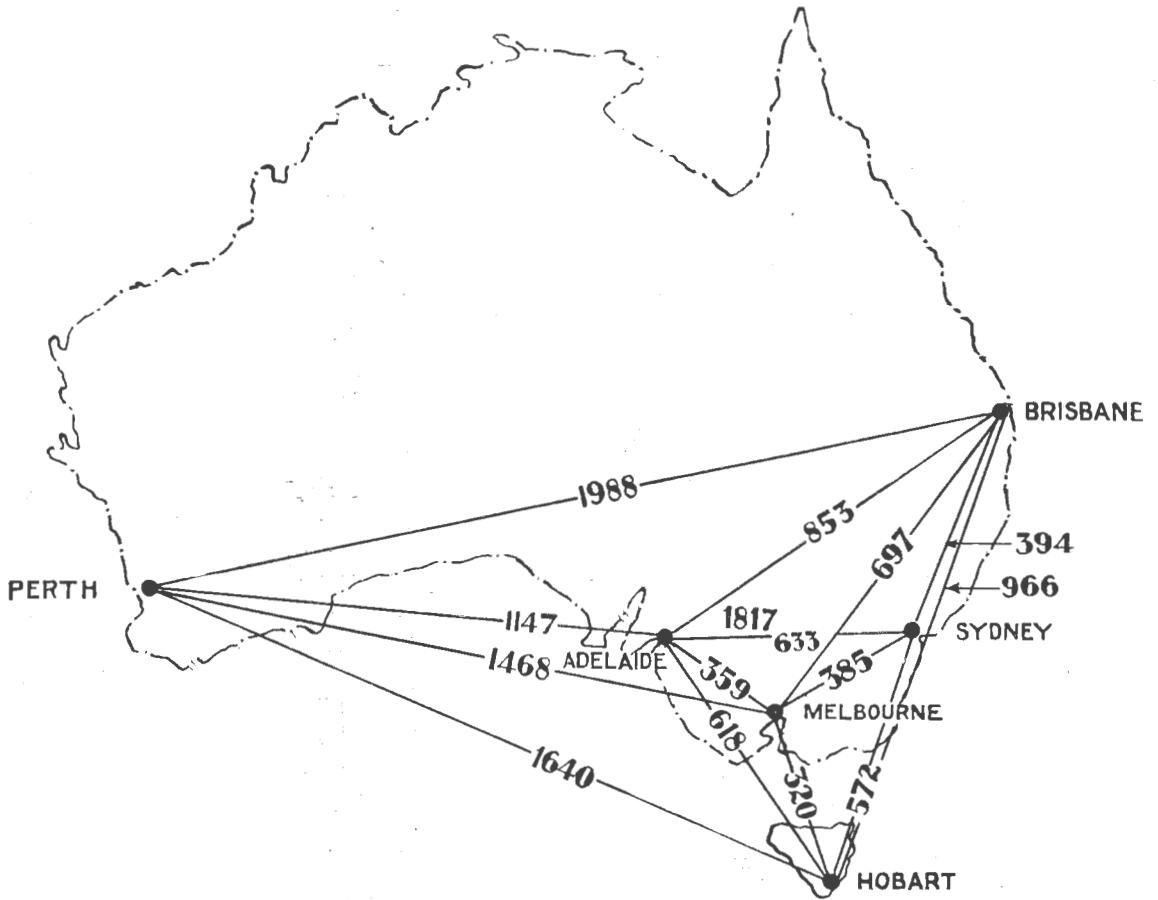 BRISBANE
1988
853
697
394
966
PERTH
1147
1817
633
SYDNEY
1468
ADELAIDE
359
385
618
MELBOURNE
1640
320
572
HOBART